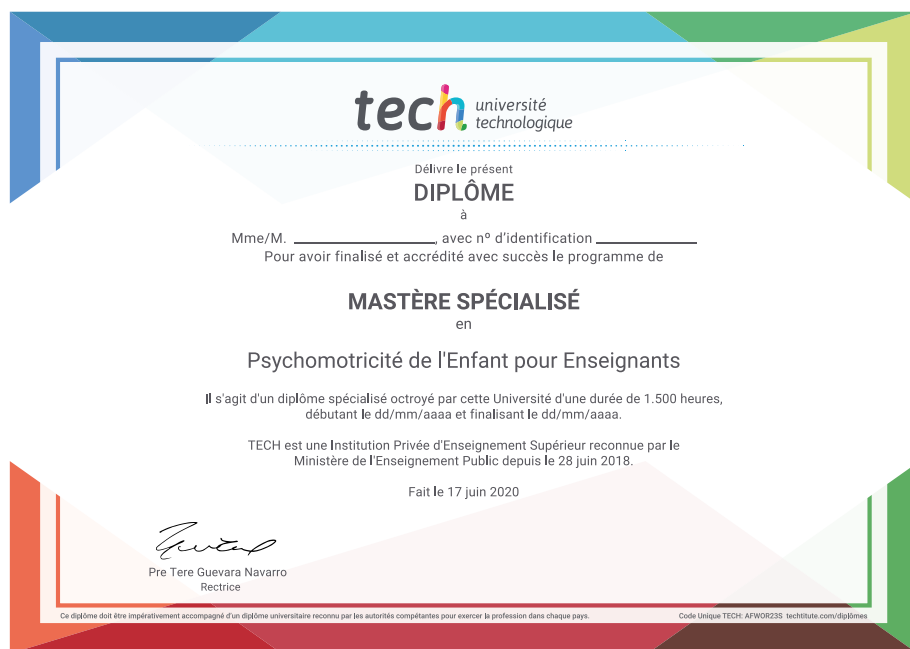 tech université
technologique
Délivre le présent
DIPLÔME
à
Mme/M. ____________, avec nº d'identification ____________
Pour avoir finalisé et accrédité avec succès le programme de
MASTÈRE SPÉCIALISÉ
en
Psychomotricité de l'Enfant pour Enseignants
Il s'agit d'un diplôme spécialisé octroyé par cette Université d'une durée de 1.500 heures,
débutant le dd/mm/aaaa et finalisant le dd/mm/aaaa.
TECH est une Institution Privée d'Enseignement Supérieur reconnue par le
Ministère de l'Enseignement Public depuis le 28 juin 2018.
Fait le 17 juin 2020
Pre Tere Guevara Navarro
Rectrice
Ce diplôme doit être impérativement accompagné d'un diplôme universitaire reconnu par les autorités compétentes pour exercer la profession dans chaque pays.
Code Unique TECH: AFWOR23S techtitute.com/diplômes